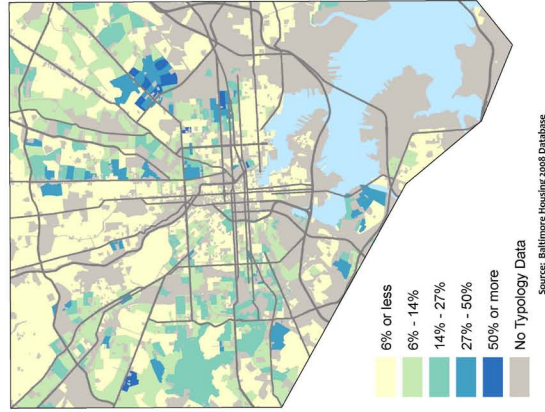 6% or less
6% - 14%
14% - 27%
27% - 50%
50% or more
No Typology Data
Source: Baltimore Housing 2008 Database